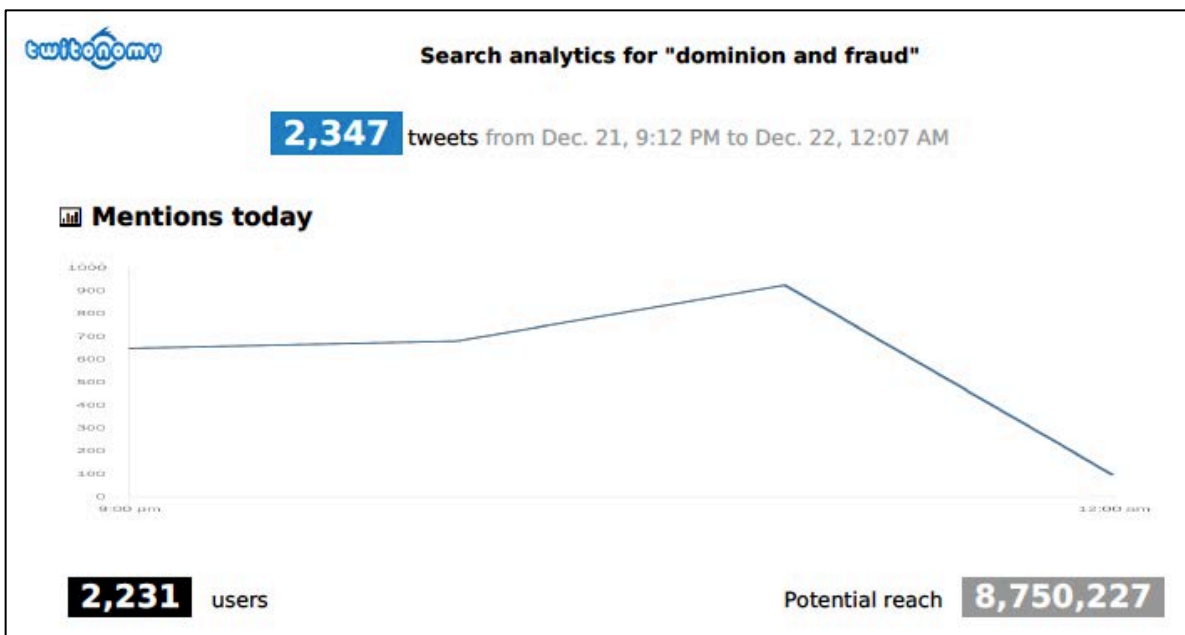 twitonomy
Search analytics for "dominion and fraud"
2,347 tweets from Dec. 21, 9:12 PM to Dec. 22, 12:07 AM
Mentions today
1000
900
800
700
600
500
400
300
200
100
0
9:00 pm 12:00 am
2,231 users Potential reach 8,750,227